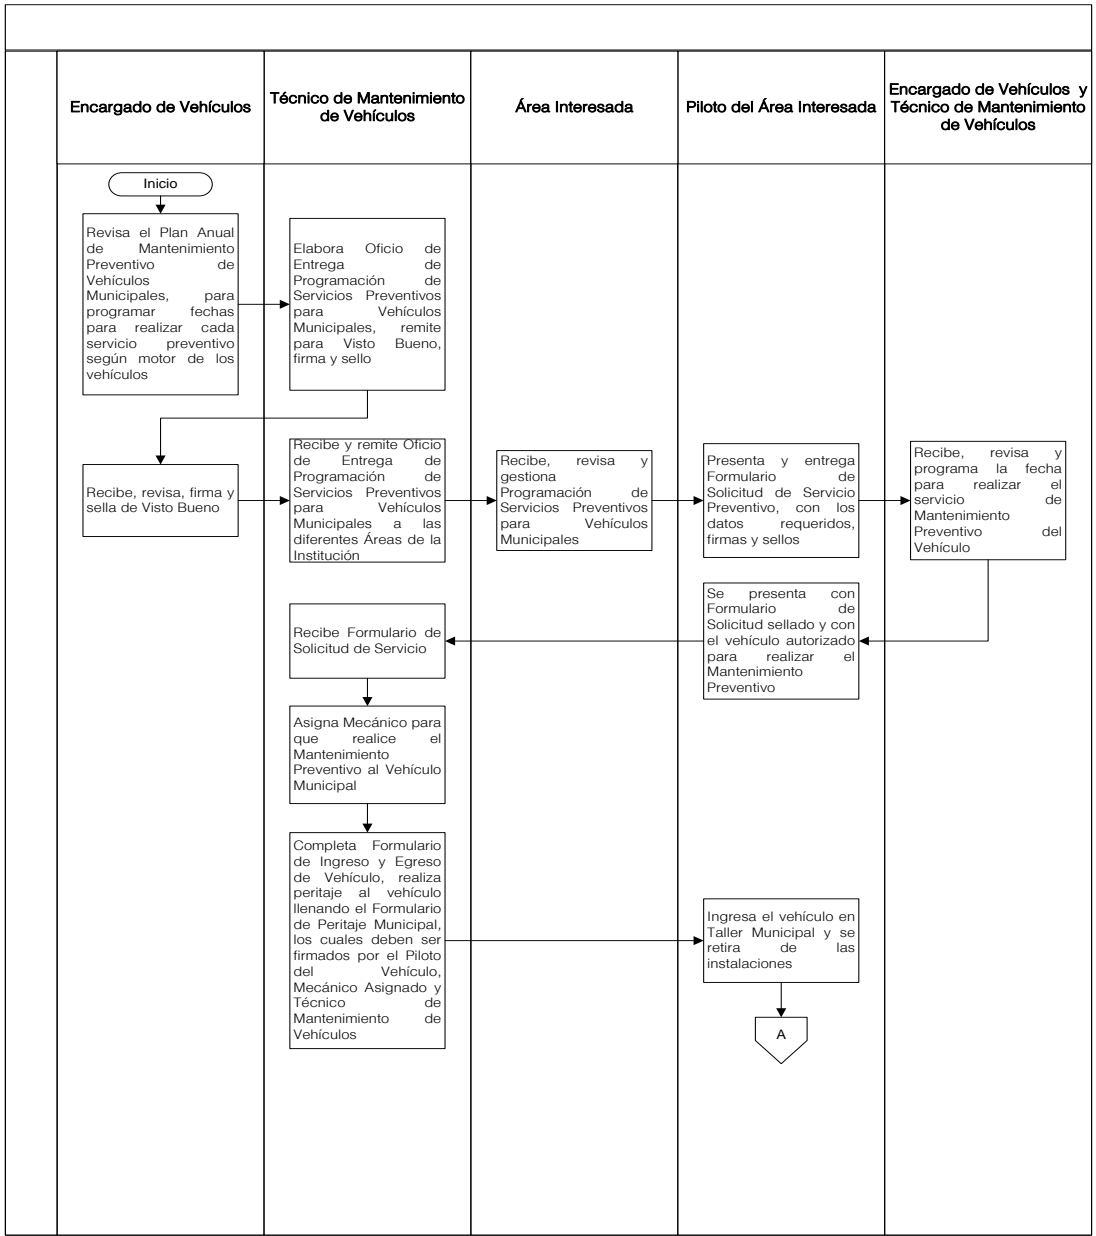 Encargado de Vehículos
Técnico de Mantenimiento
de Vehículos
Área Interesada
Piloto del Área Interesada
Encargado de Vehículos y
Técnico de Mantenimiento
de Vehículos
Inicio
Revisa el Plan Anual
de Mantenimiento
Preventivo de
Vehículos
Municipales, para
programar fechas
para realizar cada
servicio preventivo
según motor de los
vehículos
Elabora Oficio de
Entrega de
Programación de
Servicios Preventivos
para Vehículos
Municipales, remite
para Visto Bueno,
firma y sello
Recibe, revisa, firma y
sella de Visto Bueno
Recibe y remite Oficio
de Entrega de
Programación de
Servicios Preventivos
para Vehículos
Municipales a las
diferentes Áreas de la
Institución
Recibe, revisa y
gestiona
Programación de
Servicios Preventivos
para Vehículos
Municipales
Presenta y entrega
Formulario de
Solicitud de Servicio
Preventivo, con los
datos requeridos,
firmas y sellos
Recibe, revisa y
programa la fecha
para realizar el
servicio de
Mantenimiento
Preventivo del
Vehículo
Se presenta con
Formulario de
Solicitud sellado y con
el vehículo autorizado
para realizar el
Mantenimiento
Preventivo
Recibe Formulario de
Solicitud de Servicio
Asigna Mecánico para
que realice el
Mantenimiento
Preventivo al Vehículo
Municipal
Completa Formulario
de Ingreso y Egreso
de Vehículo, realiza
peritaje al vehículo
llenando el Formulario
de Peritaje Municipal,
los cuales deben ser
firmados por el Piloto
del Vehículo,
Mecánico Asignado y
Técnico de
Mantenimiento de
Vehículos
Ingresa el vehículo en
Taller Municipal y se
retira de las
instalaciones
A